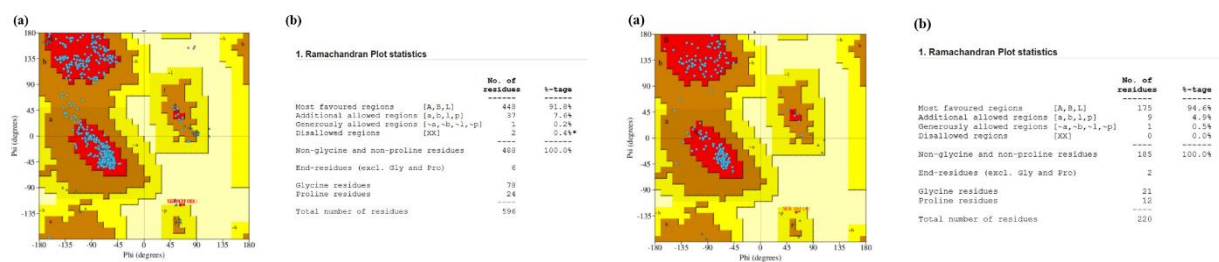 (a)
180
135
90
45
0
-45
-90
-135
Psi (degrees)
-180 -135 -90 -45 0 45 90 135 180
Phi (degrees)
(b)
1. Ramachandran Plot statistics
No. of
residues %-tage
------ ------
Most favoured regions [A,B,L] 448 91.8%
Additional allowed regions [a,b,l,p] 37 7.6%
Generously allowed regions [~a,~b,~l,~p] 1 0.2%
Disallowed regions [XX] 2 0.4%*
---- ------
Non-glycine and non-proline residues 488 100.0%
End-residues (excl. Gly and Pro) 6
Glycine residues 78
Proline residues 24
----
Total number of residues 596
(a)
180
135
90
45
0
-45
-90
-135
Psi (degrees)
-180 -135 -90 -45 0 45 90 135 180
Phi (degrees)
(b)
1. Ramachandran Plot statistics
No. of
residues %-tage
------ ------
Most favoured regions [A,B,L] 175 94.6%
Additional allowed regions [a,b,l,p] 9 4.9%
Generously allowed regions [~a,~b,~l,~p] 1 0.5%
Disallowed regions [XX] 0 0.0%
---- ------
Non-glycine and non-proline residues 185 100.0%
End-residues (excl. Gly and Pro) 2
Glycine residues 21
Proline residues 12
----
Total number of residues 220